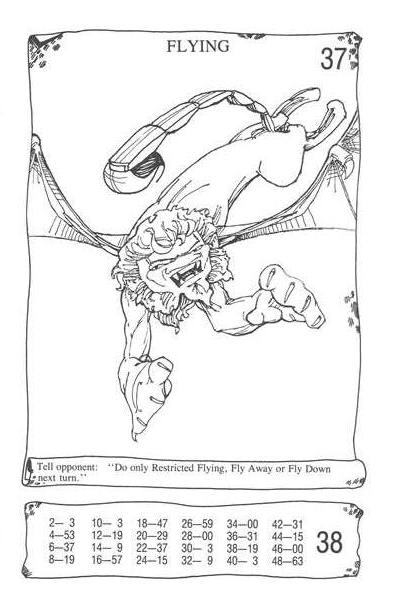 FLYING
37
Tell opponent: "Do only Restricted Flying, Fly Away or Fly Down
next turn."
2— 3 10— 3 18—47 26—59 34—00 42—31
4—53 12—19 20—29 28—00 36—31 44—15
6—37 14— 9 22—37 30— 3 38—19 46—00
8—19 16—57 24—15 32— 9 40— 3 48—63
38